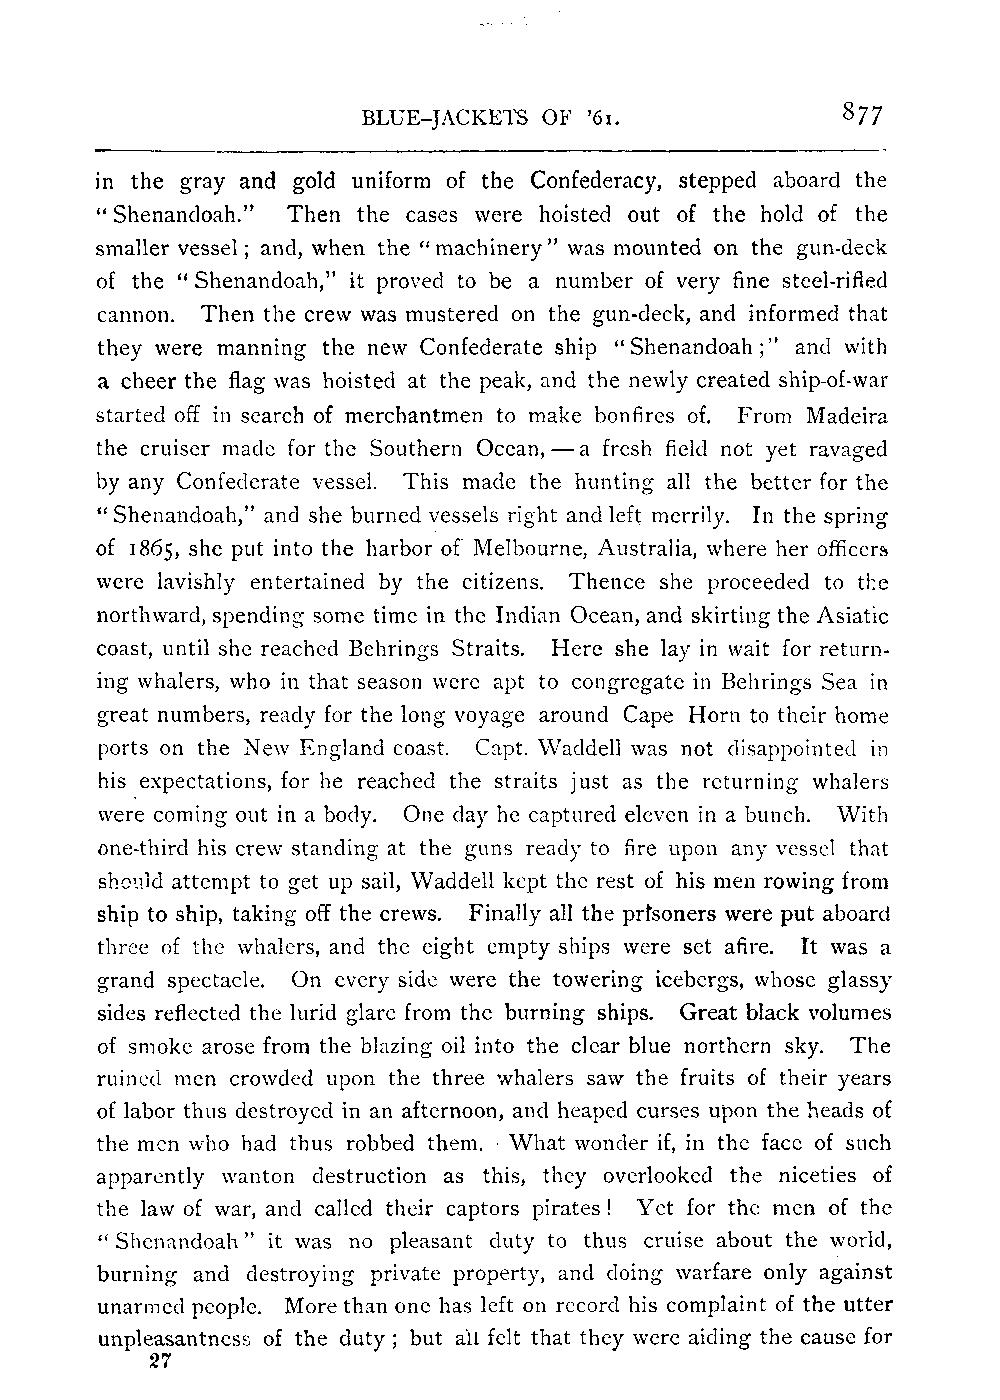 BLUE-JACKETS OF '61. 877
in the gray and gold uniform of the Confederacy, stepped aboard the
"Shenandoah." Then the cases were hoisted out of the hold of the
smaller vessel; and, when the "machinery" was mounted on the gun-deck
of the "Shenandoah," it proved to be a number of very fine steel-rifled
cannon. Then the crew was mustered on the gun-deck, and informed that
they were manning the new Confederate ship "Shenandoah;" and with
a cheer the flag was hoisted at the peak, and the newly created ship-of-war
started off in search of merchantmen to make bonfires of. From Madeira
the cruiser made for the Southern Ocean, — a fresh field not yet ravaged
by any Confederate vessel. This made the hunting all the better for the
"Shenandoah," and she burned vessels right and left merrily. In the spring
of 1865, she put into the harbor of Melbourne, Australia, where her officers
were lavishly entertained by the citizens. Thence she proceeded to the
northward, spending some time in the Indian Ocean, and skirting the Asiatic
coast, until she reached Behrings Straits. Here she lay in wait for return-
ing whalers, who in that season were apt to congregate in Behrings Sea in
great numbers, ready for the long voyage around Cape Horn to their home
ports on the New England coast. Capt. Waddell was not disappointed in
his expectations, for he reached the straits just as the returning whalers
were coming out in a body. One day he captured eleven in a bunch. With
one-third his crew standing at the guns ready to fire upon any vessel that
should attempt to get up sail, Waddell kept the rest of his men rowing from
ship to ship, taking off the crews. Finally all the prisoners were put aboard
three of the whalers, and the eight empty ships were set afire. It was a
grand spectacle. On every side were the towering icebergs, whose glassy
sides reflected the lurid glare from the burning ships. Great black volumes
of smoke arose from the blazing oil into the clear blue northern sky. The
ruined men crowded upon the three whalers saw the fruits of their years
of labor thus destroyed in an afternoon, and heaped curses upon the heads of
the men who had thus robbed them. What wonder if, in the face of such
apparently wanton destruction as this, they overlooked the niceties of
the law of war, and called their captors pirates! Yet for the men of the
"Shenandoah" it was no pleasant duty to thus cruise about the world,
burning and destroying private property, and doing warfare only against
unarmed people. More than one has left on record his complaint of the utter
unpleasantness of the duty; but all felt that they were aiding the cause for
27